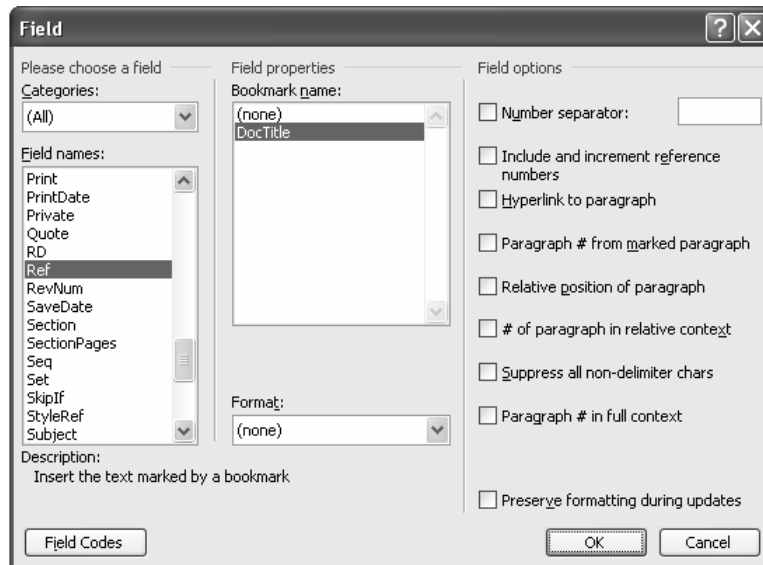 Field
Please choose a field
Categories:
(All)
Field names:
Print
PrintDate
Private
Quote
RD
Ref
RevNum
SaveDate
Section
SectionPages
Seq
Set
SkipIf
StyleRef
Subject
Field properties
Bookmark name:
(none)
DocTitle
Format:
(none)
Field options
Number separator:
Include and increment reference
numbers
Hyperlink to paragraph
Paragraph # from marked paragraph
Relative position of paragraph
# of paragraph in relative context
Suppress all non-delimiter chars
Paragraph # in full context
Preserve formatting during updates
Description:
Insert the text marked by a bookmark
Field Codes
OK
Cancel